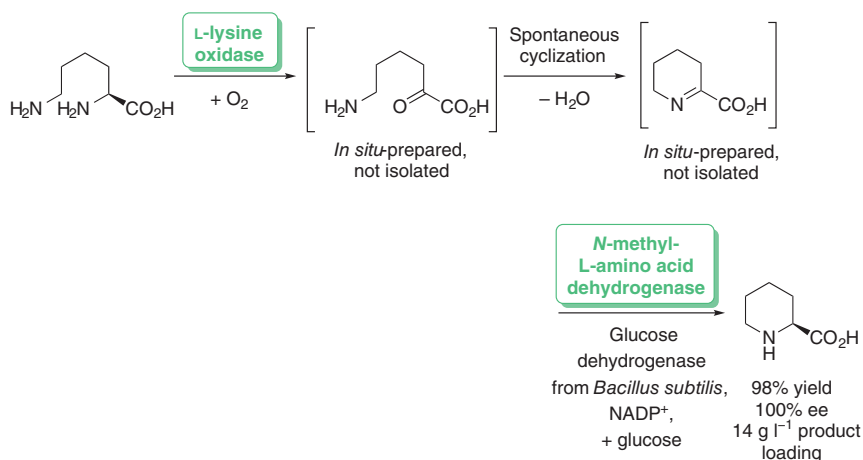 L-lysine
oxidase
+ O₂
H₂N H₂N CO₂H
H₂N O CO₂H
In situ-prepared,
not isolated
Spontaneous
cyclization
– H₂O
N CO₂H
In situ-prepared,
not isolated
N-methyl-
L-amino acid
dehydrogenase
Glucose
dehydrogenase
from Bacillus subtilis,
NADP⁺,
+ glucose
N
H
CO₂H
98% yield
100% ee
14 g l⁻¹ product
loading